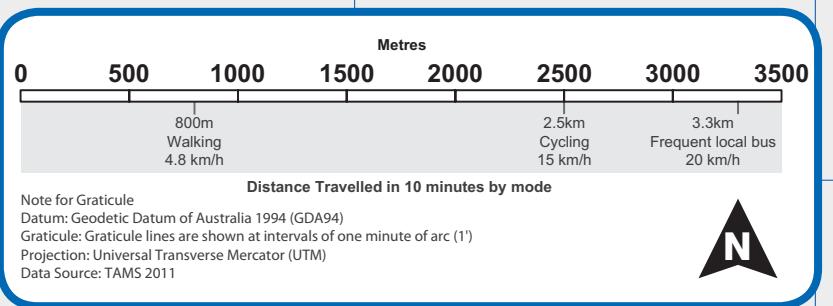 Metres
0 500 1000 1500 2000 2500 3000 3500
800m 2.5km 3.3km
Walking Cycling Frequent local bus
4.8 km/h 15 km/h 20 km/h
Distance Travelled in 10 minutes by mode
Note for Graticule
Datum: Geodetic Datum of Australia 1994 (GDA94)
Graticule: Graticule lines are shown at intervals of one minute of arc (1')
Projection: Universal Transverse Mercator (UTM)
Data Source: TAMS 2011
N